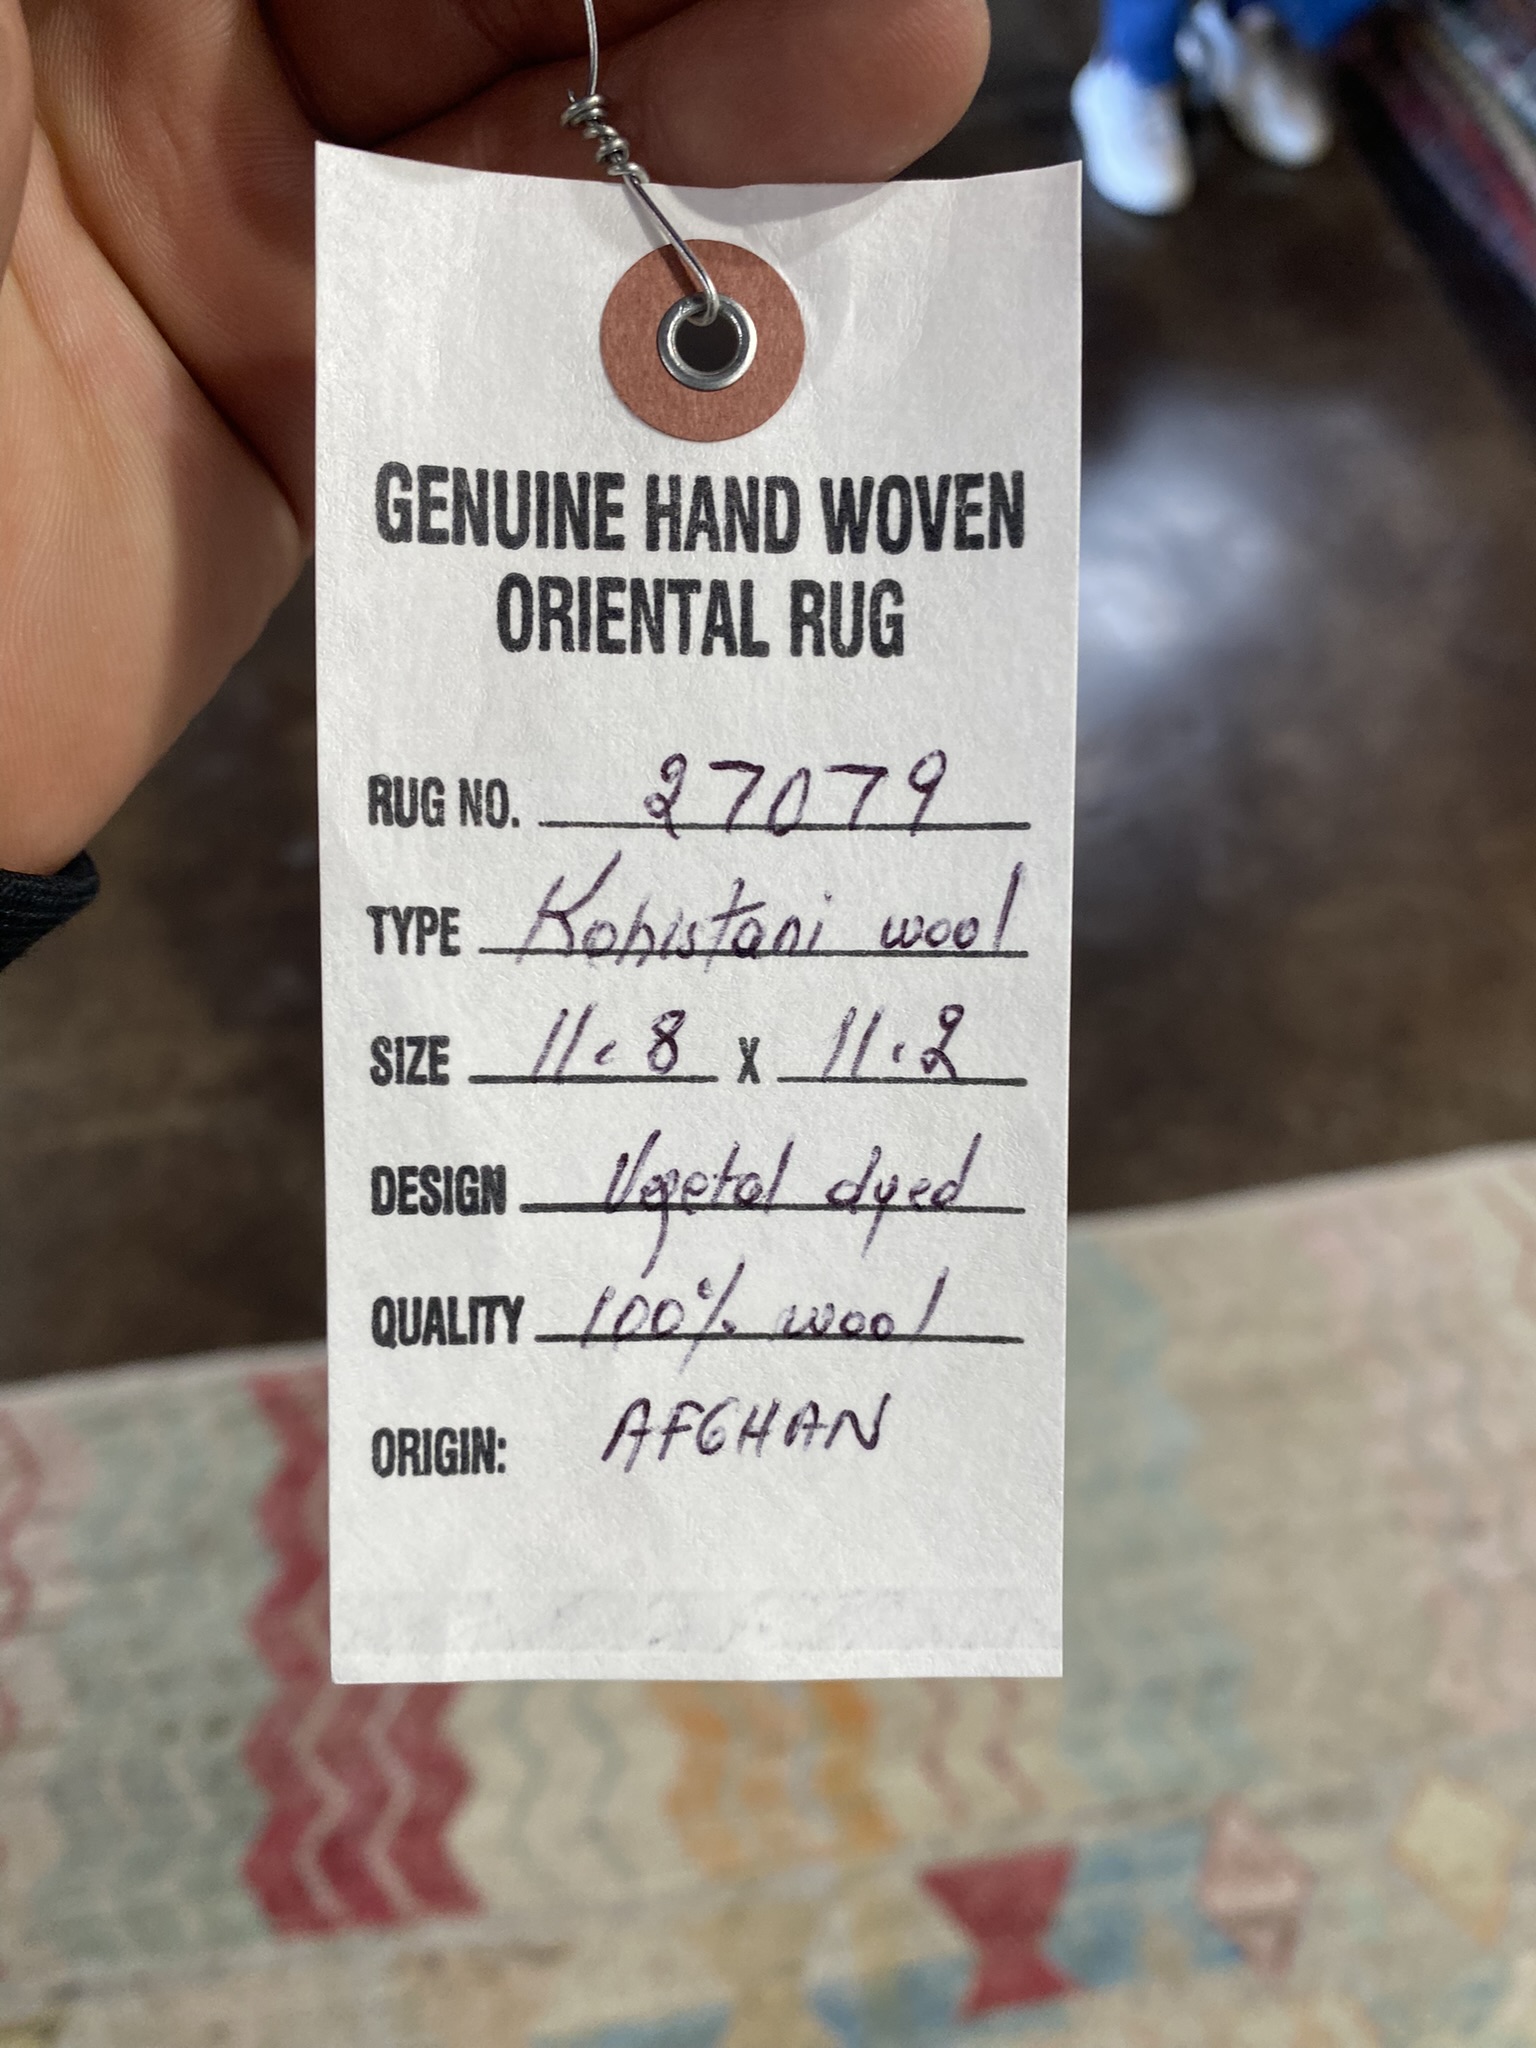 GENUINE HAND WOVEN
ORIENTAL RUG
RUG NO. 27079
TYPE Kohistani wool
SIZE 11.8 x 11.2
DESIGN Vegetal dyed
QUALITY 100% wool
ORIGIN: AFGHAN